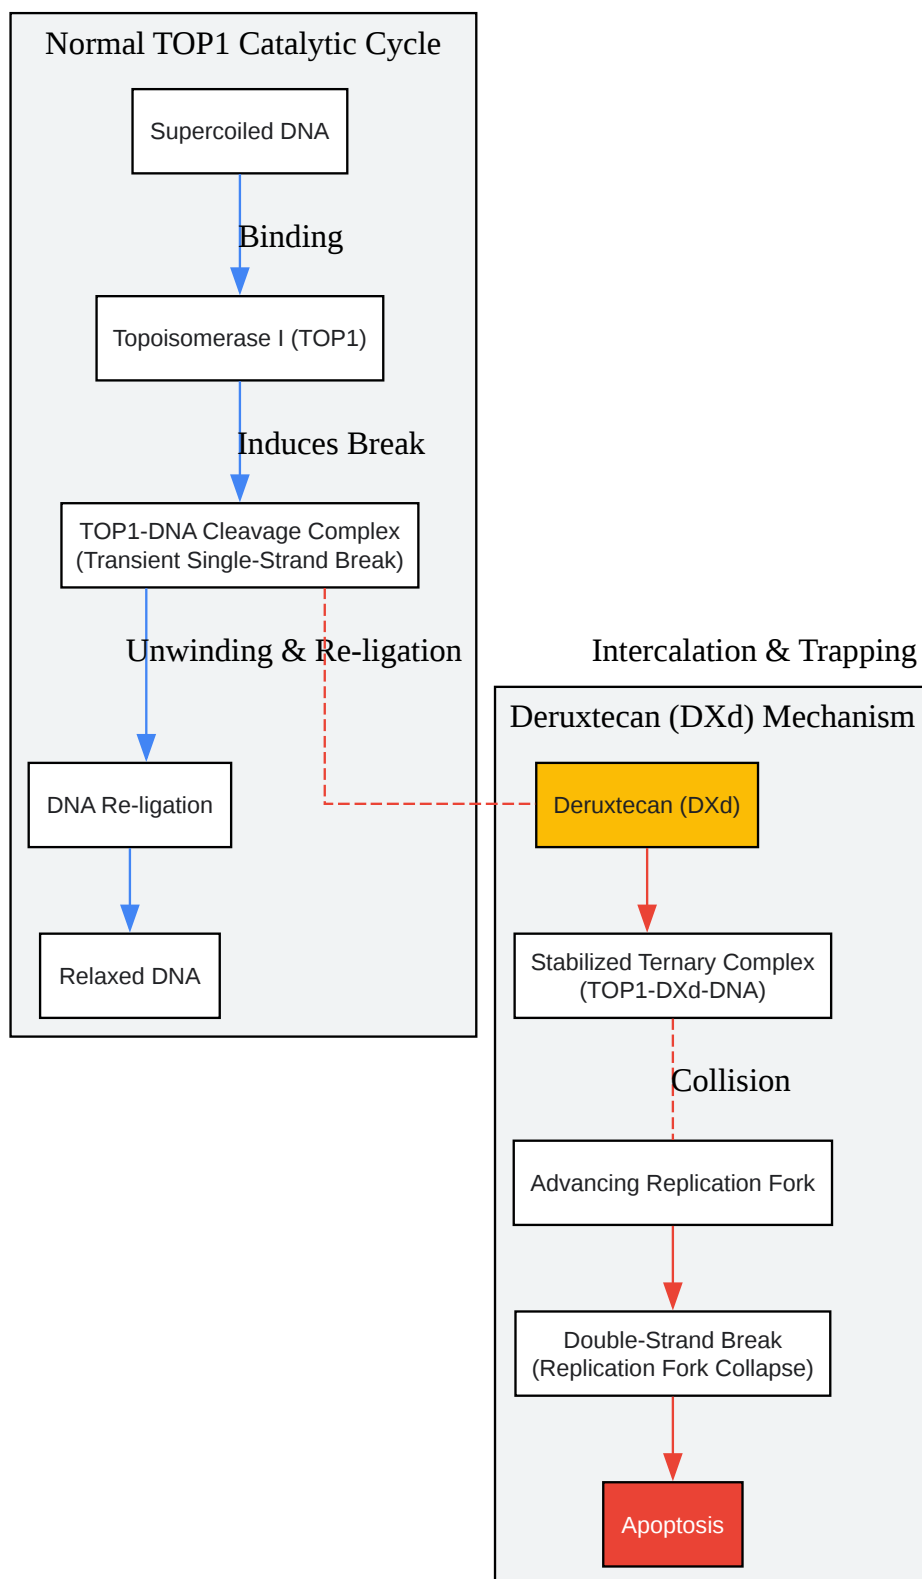 Normal TOP1 Catalytic Cycle
Supercoiled DNA
Binding
Topoisomerase I (TOP1)
Induces Break
TOP1-DNA Cleavage Complex
(Transient Single-Strand Break)
Unwinding & Re-ligation
DNA Re-ligation
Relaxed DNA
Intercalation & Trapping
Deruxtecan (DXd) Mechanism
Deruxtecan (DXd)
Stabilized Ternary Complex
(TOP1-DXd-DNA)
Collision
Advancing Replication Fork
Double-Strand Break
(Replication Fork Collapse)
Apoptosis